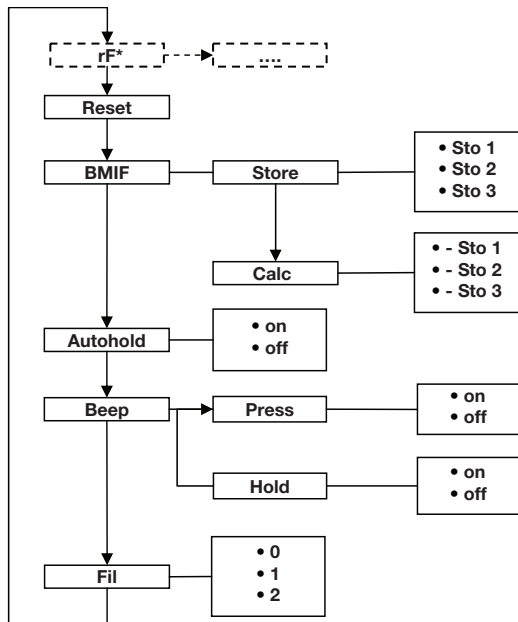 rF*
....
Reset
BMIF
Store
• Sto 1
• Sto 2
• Sto 3
Calc
• - Sto 1
• - Sto 2
• - Sto 3
Autohold
• on
• off
Beep
Press
• on
• off
Hold
• on
• off
Fil
• 0
• 1
• 2